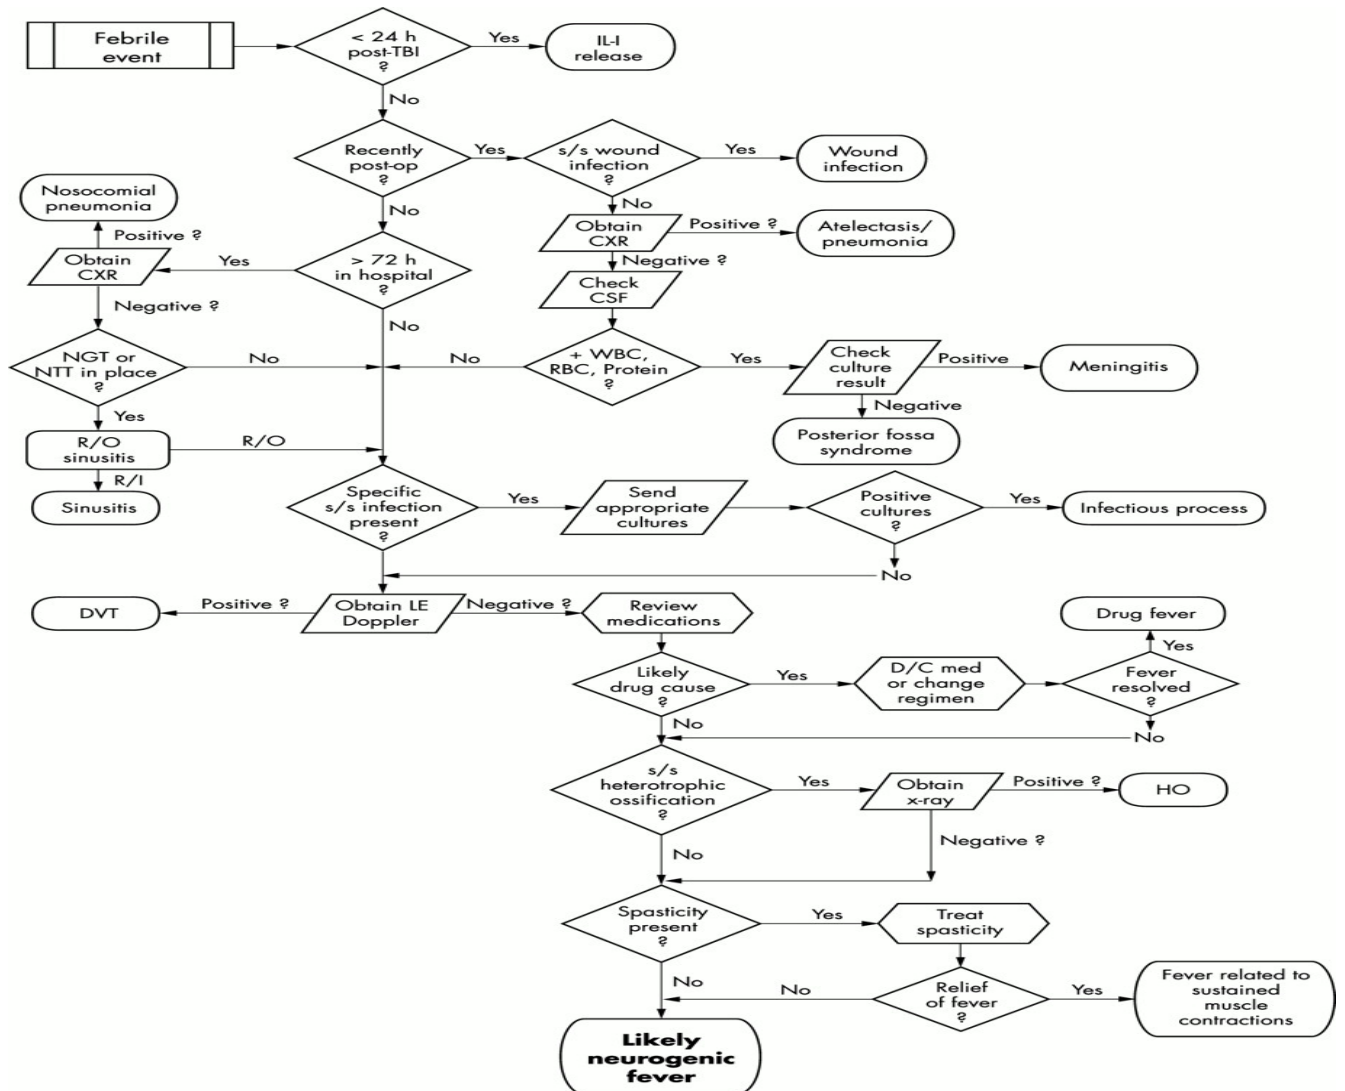 Febrile
event
< 24 h
post-TBI
?
Yes
IL-I
release
No
Recently
post-op
?
Yes
s/s wound
infection
?
Yes
Wound
infection
No
No
Nosocomial
pneumonia
Positive ?
Obtain
CXR
Yes
> 72 h
in hospital
?
Obtain
CXR
Positive ?
Atelectasis/
pneumonia
Negative ?
Check
CSF
Negative ?
No
NGT or
NTT in place
?
No
No
+ WBC,
RBC, Protein
?
Yes
Check
culture
result
Positive
Meningitis
Negative
Posterior fossa
syndrome
Yes
R/O
sinusitis
R/O
R/I
Sinusitis
Specific
s/s infection
present
?
Yes
Send
appropriate
cultures
Positive
cultures
?
Yes
Infectious process
No
DVT
Positive ?
Obtain LE
Doppler
Negative ?
Review
medications
Likely
drug cause
?
Yes
D/C med
or change
regimen
Fever
resolved
?
Yes
Drug fever
No
No
s/s
heterotrophic
ossification
?
Yes
Obtain
x-ray
Positive ?
HO
Negative ?
No
Spasticity
present
?
Yes
Treat
spasticity
No
No
Relief
of fever
?
Yes
Fever related to
sustained
muscle
contractions
Likely
neurogenic
fever